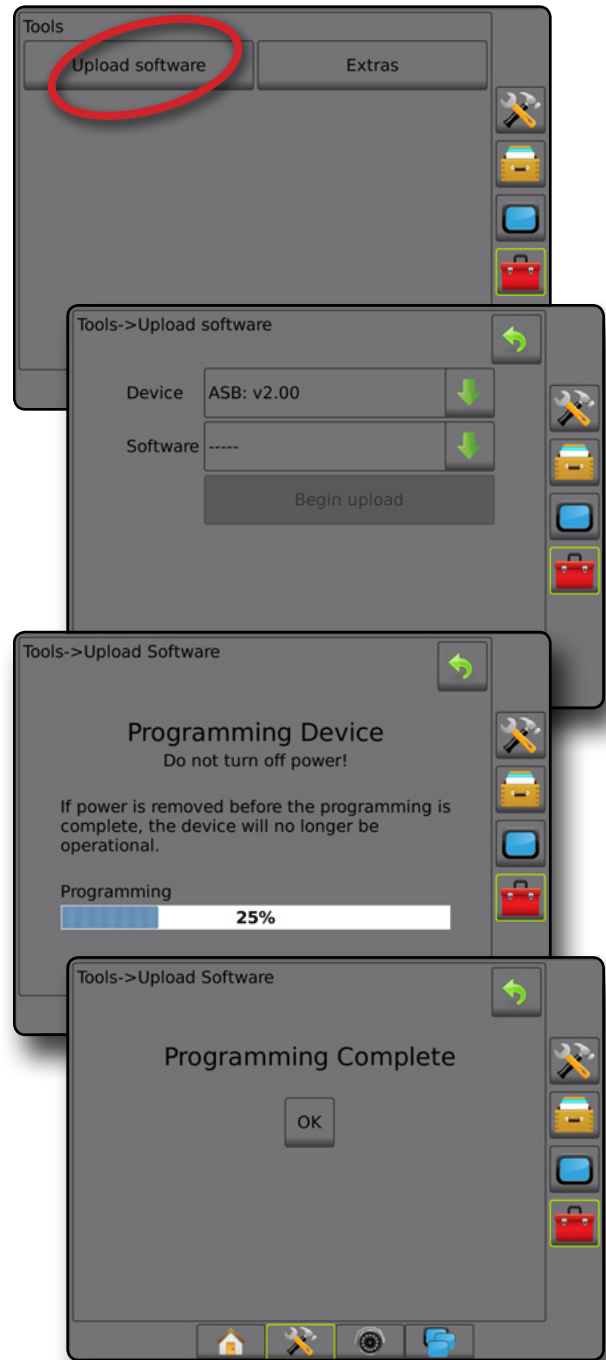 Tools
Upload software
Extras
Tools->Upload software
Device
ASB: v2.00
Software
-----
Begin upload
Tools->Upload Software
Programming Device
Do not turn off power!
If power is removed before the programming is
complete, the device will no longer be
operational.
Programming
25%
Tools->Upload Software
Programming Complete
OK